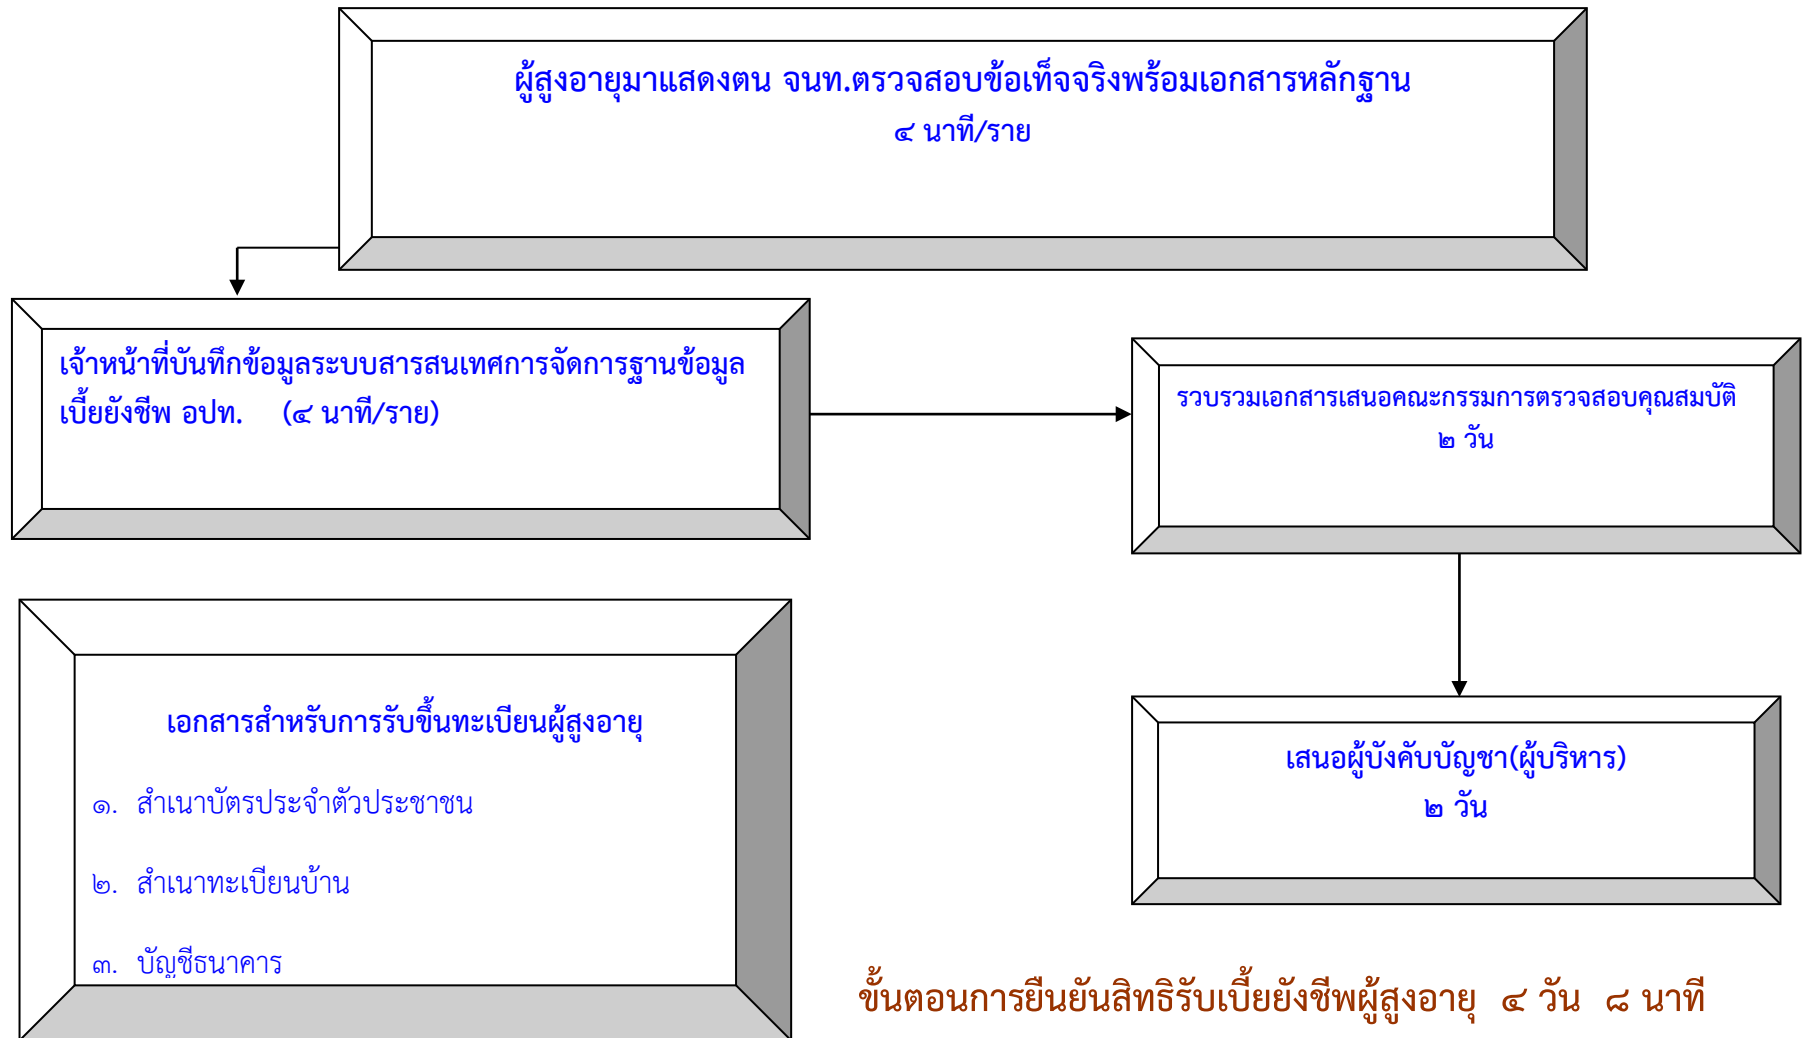 ผู้สูงอายุมาแสดงตน จนท.ตรวจสอบข้อเท็จจริงพร้อมเอกสารหลักฐาน
๔ นาที/ราย
เจ้าหน้าที่บันทึกข้อมูลระบบสารสนเทศการจัดการฐานข้อมูล
เบี้ยยังชีพ อปท. (๔ นาที/ราย)
รวบรวมเอกสารเสนอคณะกรรมการตรวจสอบคุณสมบัติ
๒ วัน
เสนอผู้บังคับบัญชา(ผู้บริหาร)
๒ วัน
เอกสารสำหรับการรับขึ้นทะเบียนผู้สูงอายุ
๑. สำเนาบัตรประจำตัวประชาชน
๒. สำเนาทะเบียนบ้าน
๓. บัญชีธนาคาร
ขั้นตอนการยืนยันสิทธิรับเบี้ยยังชีพผู้สูงอายุ ๔ วัน ๘ นาที